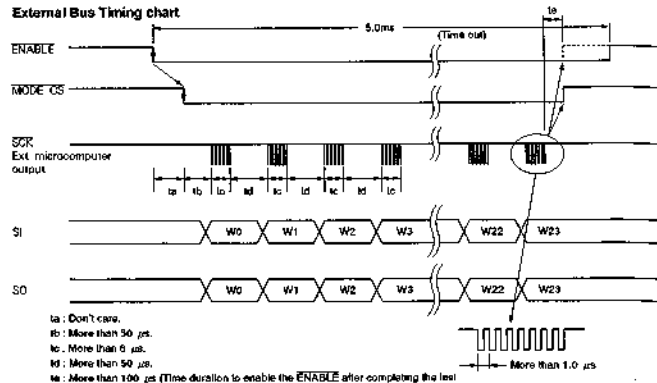 External Bus Timing chart
te
5.0ms
(Time out)
ENABLE
MODE CS
SCK
Ext microcomputer
output
ta tb tc td tc td tc td tc
SI W0 W1 W2 W3 W22 W23
SO W0 W1 W2 W3 W22 W23
ta : Don't care.
tb : More than 50 µs.
tc : More than 6 µs.
td : More than 50 µs.
te : More than 100 µs (Time duration to enable the ENABLE after completing the last
More than 1.0 µs